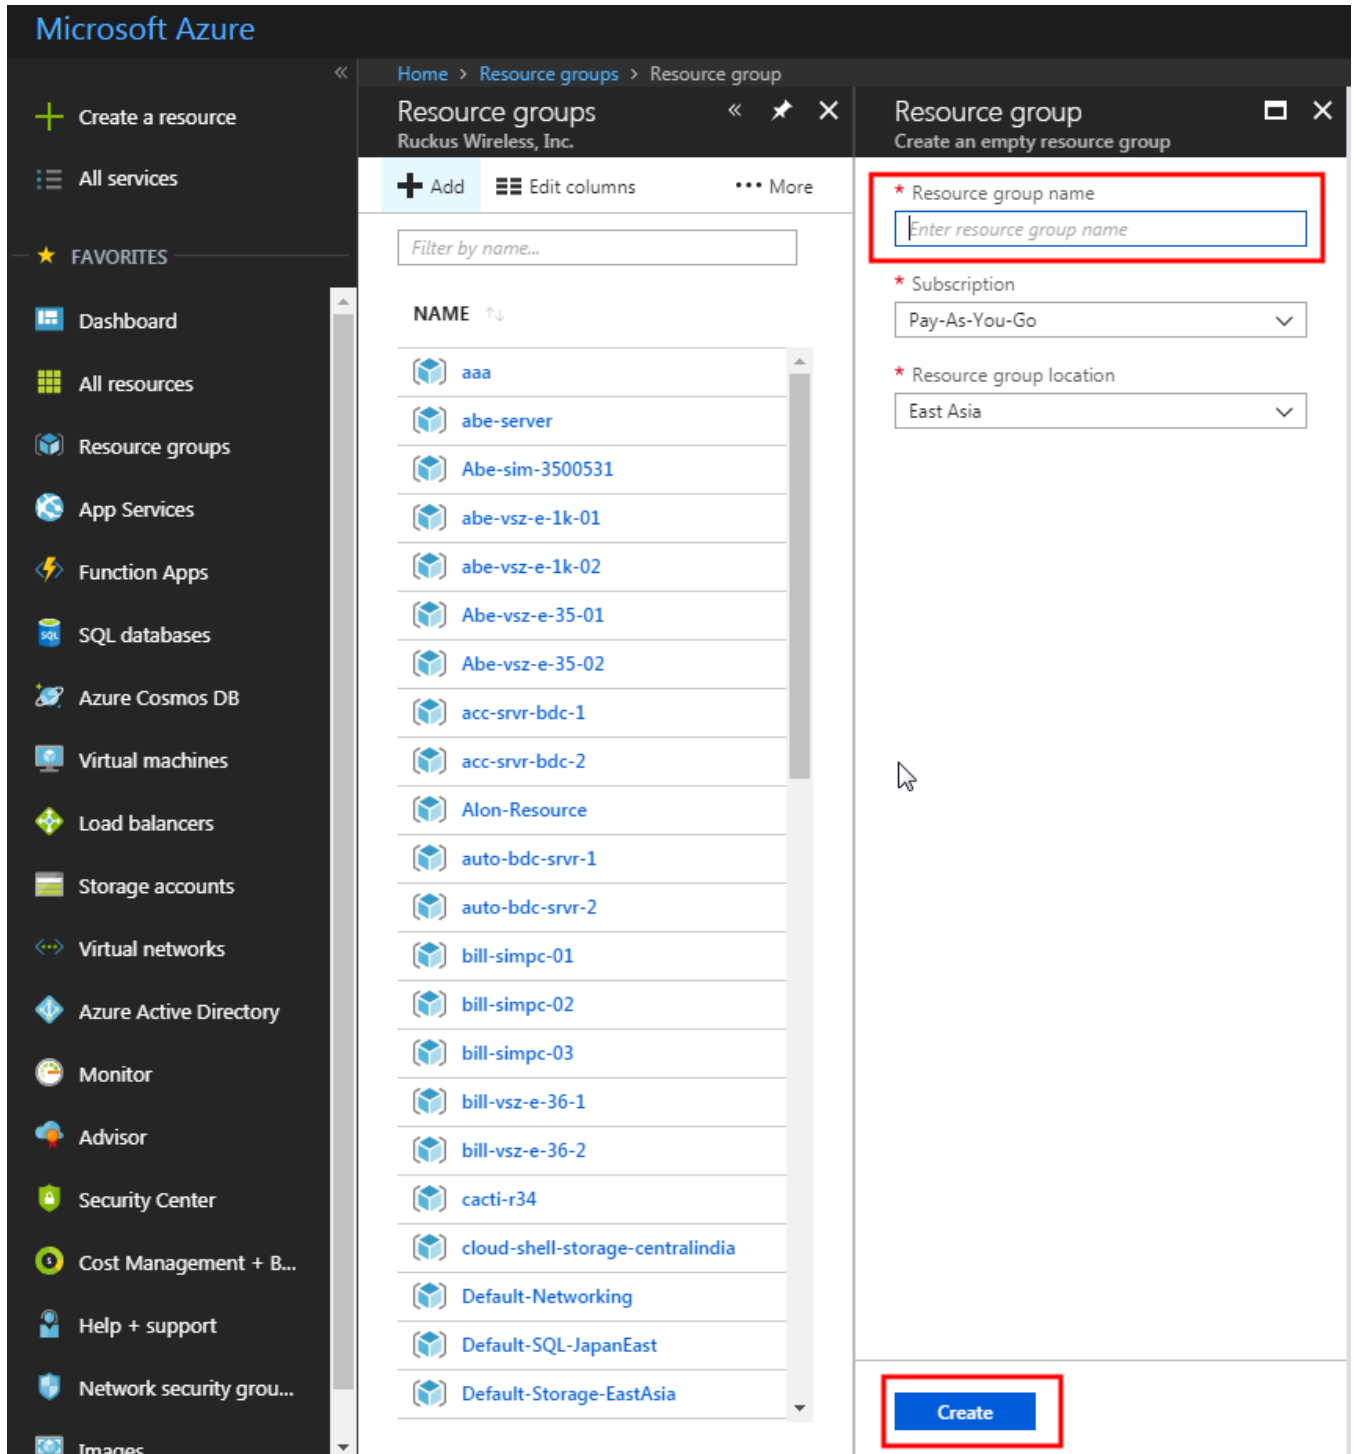 Microsoft Azure
Create a resource
All services
FAVORITES
Dashboard
All resources
Resource groups
App Services
Function Apps
SQL
SQL databases
Azure Cosmos DB
Virtual machines
Load balancers
Storage accounts
Virtual networks
Azure Active Directory
Monitor
Advisor
Security Center
Cost Management + B...
Help + support
Network security grou...
Images
Home > Resource groups > Resource group
Resource groups
Ruckus Wireless, Inc.
Add Edit columns ••• More
Filter by name...
NAME
aaa
abe-server
Abe-sim-3500531
abe-vsz-e-1k-01
abe-vsz-e-1k-02
Abe-vsz-e-35-01
Abe-vsz-e-35-02
acc-srvr-bdc-1
acc-srvr-bdc-2
Alon-Resource
auto-bdc-srvr-1
auto-bdc-srvr-2
bill-simpc-01
bill-simpc-02
bill-simpc-03
bill-vsz-e-36-1
bill-vsz-e-36-2
cacti-r34
cloud-shell-storage-centralindia
Default-Networking
Default-SQL-JapanEast
Default-Storage-EastAsia
Resource group
Create an empty resource group
* Resource group name
Enter resource group name
* Subscription
Pay-As-You-Go
* Resource group location
East Asia
Create